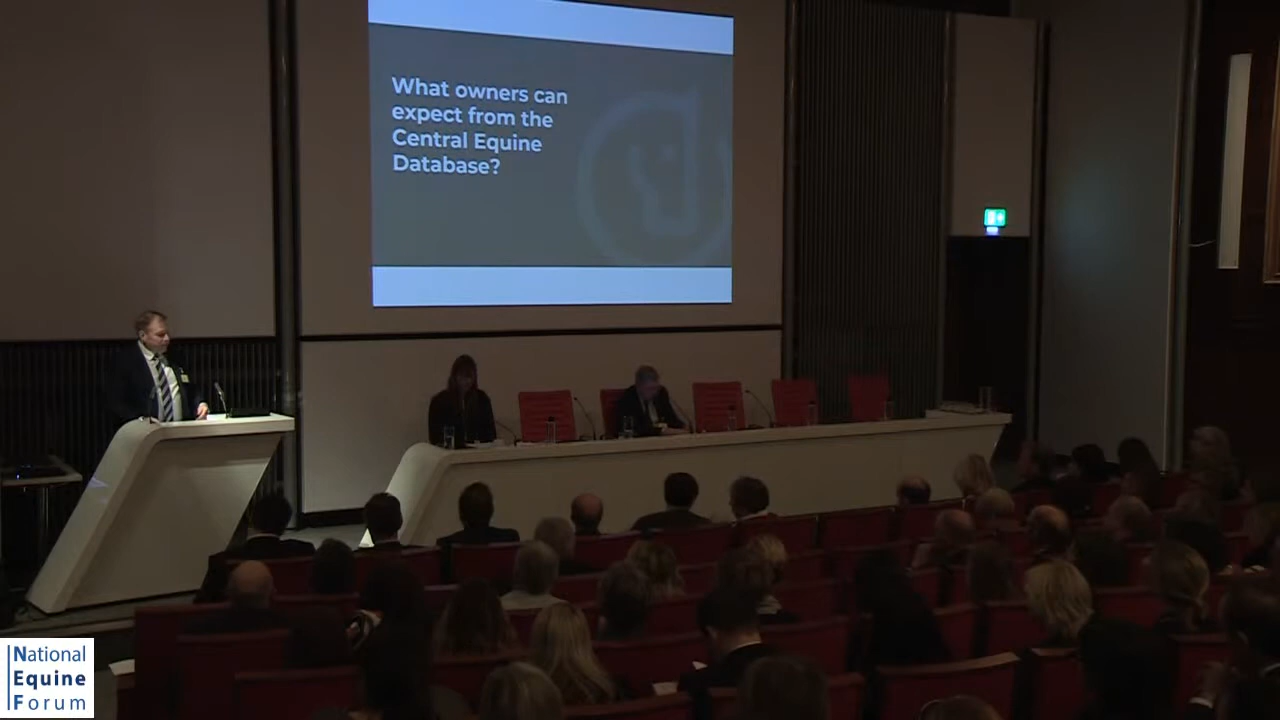 What owners can
expect from the
Central Equine
Database?
National
Equine
Forum